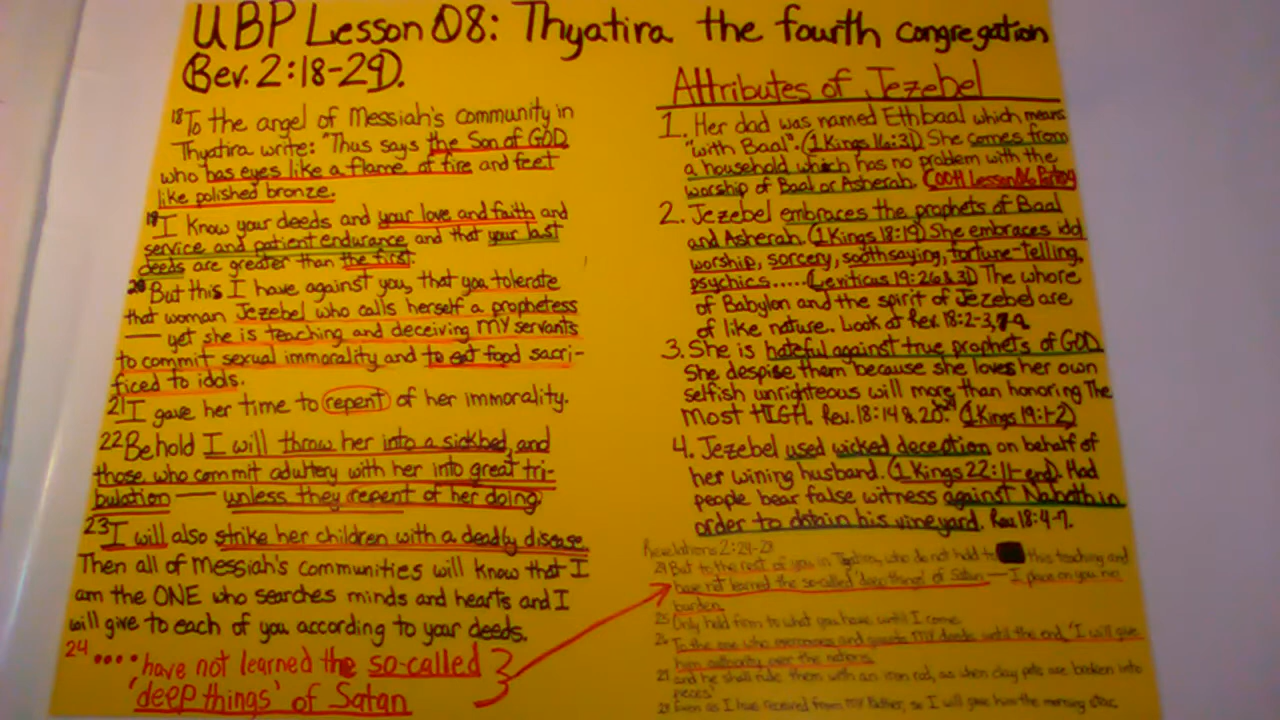 UBP Lesson 08: Thyatira the fourth congregation
(Rev. 2:18-29).
18 To the angel of Messiah's community in
Thyatira write: "Thus says the Son of GOD,
who has eyes like a flame of fire and feet
like polished bronze.
19 I Know your deeds and your love and faith and
service and patient endurance and that your last
deeds are greater than the first.
20 But this I have against you, that you tolerate
that woman Jezebel who calls herself a prophetess
— yet she is teaching and deceiving MY servants
to commit sexual immorality and to eat food sacri-
ficed to idols.
21 I gave her time to repent of her immorality.
22 Behold I will throw her into a sickbed, and
those who commit adultery with her into great tri-
bulation — unless they repent of her doing
23 I will also strike her children with a deadly disease.
Then all of Messiah's communities will know that I
am the ONE who searches minds and hearts and I
will give to each of you according to your deeds.
24 .... have not learned the so-called
'deep things' of Satan
Attributes of Jezebel
1. Her dad was named Ethbaal which means
"with Baal". (1 Kings 16:31) She comes from
a household which has no problem with the
worship of Baal or Asherah. COOH Lesson
2. Jezebel embraces the prophets of Baal
and Asherah. (1 Kings 18:19) She embraces idol
worship, sorcery, soothsaying, fortune-telling,
psychics..... (Leviticus 19:26 & 31) The whore
of Babylon and the spirit of Jezebel are
of like nature. Look at Rev. 18:2-3,
3. She is hateful against true prophets of GOD.
She despise them because she loves her own
selfish unrighteous will more than honoring The
MOST HIGH. Rev. 18:14 & 20. (1 Kings 19:1-2)
4. Jezebel used wicked deception on behalf of
her wining husband. (1 Kings 22:11-end). Had
people bear false witness against Naboth in
order to obtain his vineyard. Rev. 18:4-7.
Revelations 2:24-29
24 But to the rest of you in Thyatira, who do not hold to this teaching and
have not learned the so-called 'deep things' of Satan — I place on you no
burden.
25 Only hold firm to what you have until I come.
26 To the one who overcomes and guards MY deeds until the end, 'I will give
him authority over the nations
27 and he shall rule them with an iron rod, as when clay pots are broken into
pieces'
28 Even as I have received from MY Father, so I will give him the morning star.